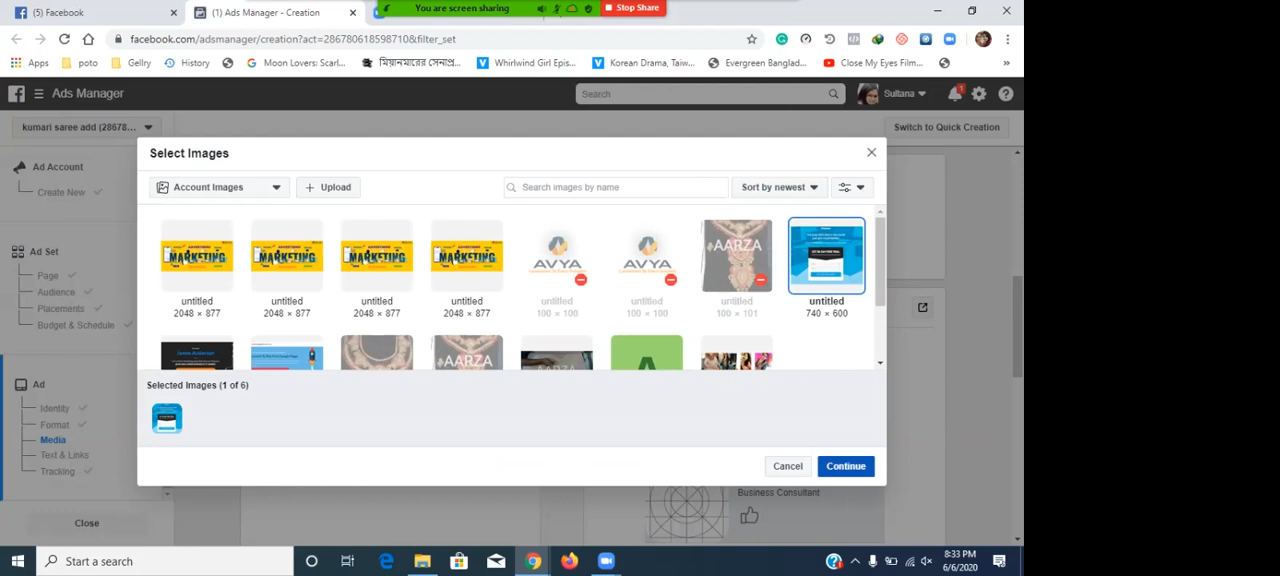 (5) Facebook
(1) Ads Manager - Creation
You are screen sharing
Stop Share
facebook.com/adsmanager/creation?act=286780618598710&filter_set
Apps
poto
Gellry
History
Moon Lovers: Scarl...
মিয়ানমারের সেনাপ্র...
Whirlwind Girl Epis...
Korean Drama, Taiw...
Evergreen Banglad...
Close My Eyes Film...
Ads Manager
Search
Sultana
1
kumari saree add (28678...
Switch to Quick Creation
Ad Account
Create New
Ad Set
Page
Audience
Placements
Budget & Schedule
Ad
Identity
Format
Media
Text & Links
Tracking
Close
Select Images
Account Images
Upload
Search images by name
Sort by newest
MARKETING
MARKETING
MARKETING
MARKETING
AVYA
AVYA
AARZA
untitled
2048 × 877
untitled
2048 × 877
untitled
2048 × 877
untitled
2048 × 877
untitled
100 × 100
untitled
100 × 100
untitled
100 × 101
untitled
740 × 600
AARZA
AARZA
Selected Images (1 of 6)
Cancel
Continue
Business Consultant
Start a search
8:33 PM
6/6/2020